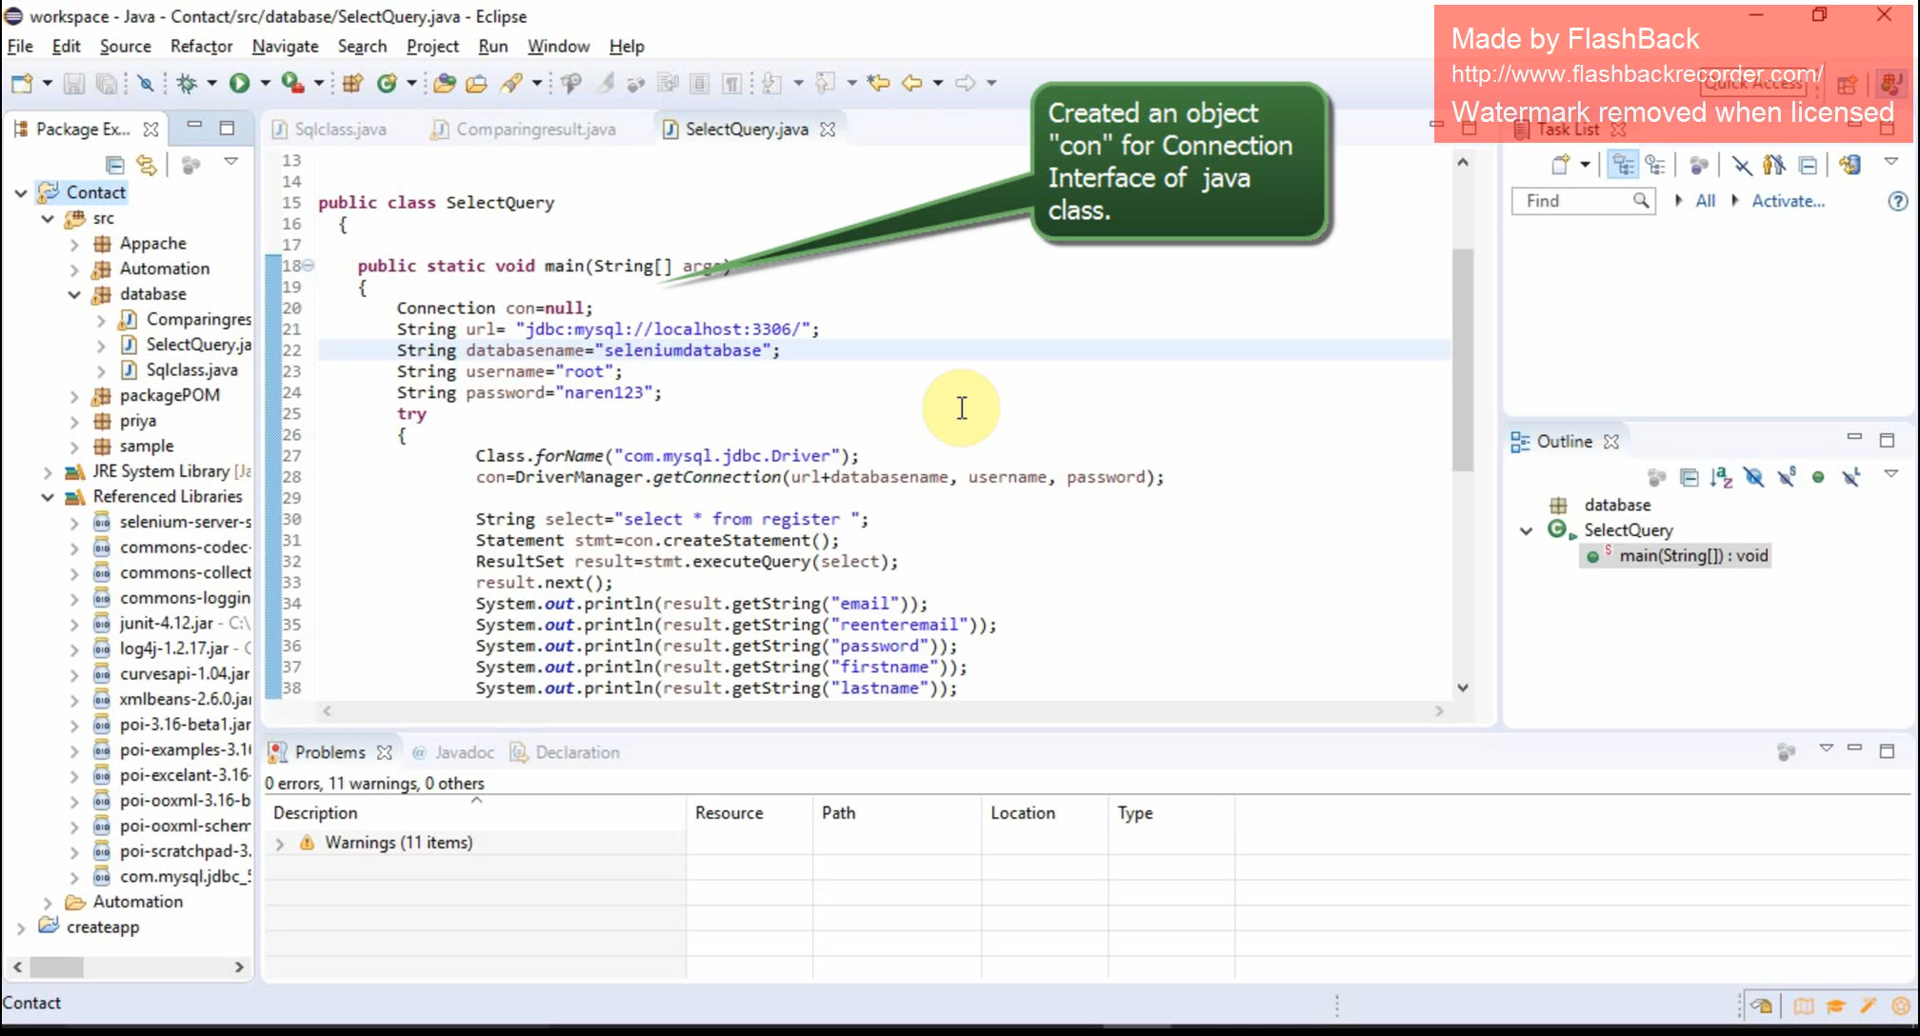 workspace - Java - Contact/src/database/SelectQuery.java - Eclipse
File Edit Source Refactor Navigate Search Project Run Window Help
Made by FlashBack
http://www.flashbackrecorder.com/
Watermark removed when licensed
Quick Access
Package Ex...
Sqlclass.java
Comparingresult.java
SelectQuery.java
Task List
Created an object
"con" for Connection
Interface of java
class.
Contact
src
Appache
Automation
database
Comparingres
SelectQuery.ja
Sqlclass.java
packagePOM
priya
sample
JRE System Library [Ja
Referenced Libraries
selenium-server-s
commons-codec-
commons-collect
commons-loggin
junit-4.12.jar - C:\
log4j-1.2.17.jar - C
curvesapi-1.04.jar
xmlbeans-2.6.0.jar
poi-3.16-beta1.jar
poi-examples-3.16
poi-excelant-3.16-
poi-ooxml-3.16-b
poi-ooxml-schem
poi-scratchpad-3.
com.mysql.jdbc_5
Automation
createapp
13
14
15 public class SelectQuery
16 {
17
18 public static void main(String[] args)
19 {
20 Connection con=null;
21 String url= "jdbc:mysql://localhost:3306/";
22 String databasename="seleniumdatabase";
23 String username="root";
24 String password="naren123";
25 try
26 {
27 Class.forName("com.mysql.jdbc.Driver");
28 con=DriverManager.getConnection(url+databasename, username, password);
29
30 String select="select * from register ";
31 Statement stmt=con.createStatement();
32 ResultSet result=stmt.executeQuery(select);
33 result.next();
34 System.out.println(result.getString("email"));
35 System.out.println(result.getString("reenteremail"));
36 System.out.println(result.getString("password"));
37 System.out.println(result.getString("firstname"));
38 System.out.println(result.getString("lastname"));
Find All Activate...
Outline
database
SelectQuery
main(String[]) : void
Problems @ Javadoc Declaration
0 errors, 11 warnings, 0 others
Description Resource Path Location Type
Warnings (11 items)
Contact